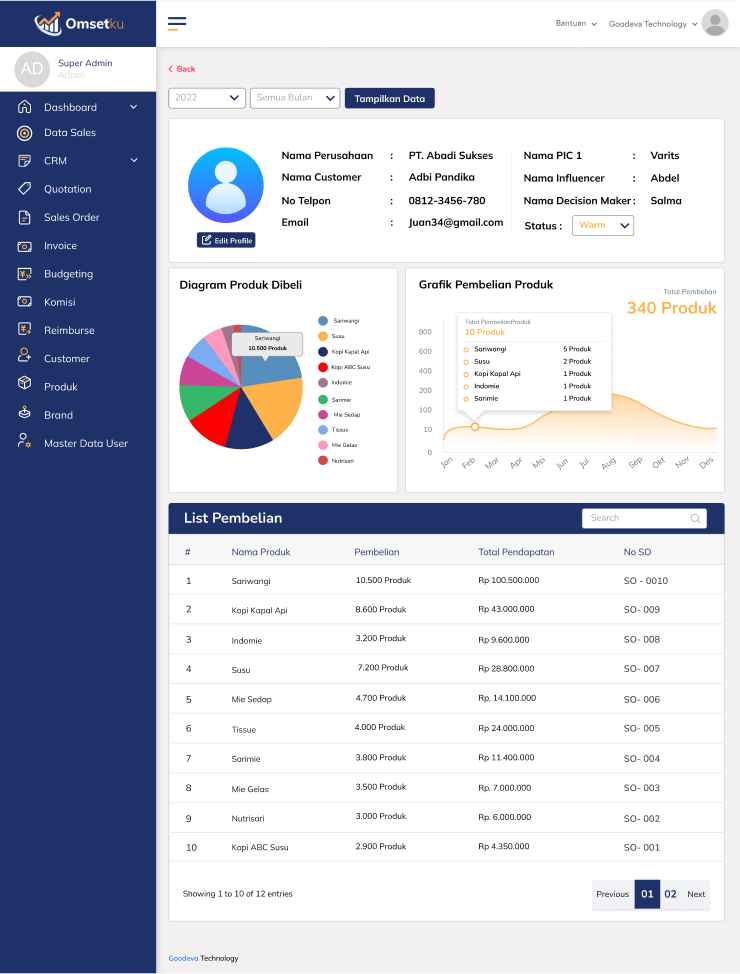 Omsetku
Bantuan
Goodeva Technology
AD
Super Admin
Admin
Dashboard
Data Sales
CRM
Quotation
Sales Order
Invoice
Budgeting
Komisi
Reimburse
Customer
Produk
Brand
Master Data User
< Back
2022
Semua Bulan
Tampilkan Data
Edit Profile
Nama Perusahaan : PT. Abadi Sukses
Nama Customer : Adbi Pandika
No Telpon : 0812-3456-780
Email : Juan34@gmail.com
Nama PIC 1 : Varits
Nama Influencer : Abdel
Nama Decision Maker : Salma
Status : Warm
Diagram Produk Dibeli
Sariwangi
10.500 Produk
Sariwangi
Susu
Kopi Kapal Api
Kopi ABC Susu
Indomie
Sarimie
Mie Sedap
Tissue
Mie Gelas
Nutrisari
Grafik Pembelian Produk
Total Pembelian
340 Produk
Total PembelianProduk
10 Produk
Sariwangi 5 Produk
Susu 2 Produk
Kopi Kapal Api 1 Produk
Indomie 1 Produk
Sarimie 1 Produk
800
600
400
200
100
10
0
Jan Feb Mar Apr Mei Jun Jul Aug Sep Okt Nov Des
List Pembelian
Search
# Nama Produk Pembelian Total Pendapatan No SO
1 Sariwangi 10.500 Produk Rp 100.500.000 SO - 0010
2 Kopi Kapal Api 8.600 Produk Rp 43.000.000 SO- 009
3 Indomie 3.200 Produk Rp 9.600.000 SO- 008
4 Susu 7.200 Produk Rp 28.800.000 SO- 007
5 Mie Sedap 4.700 Produk Rp. 14.100.000 SO- 006
6 Tissue 4.000 Produk Rp 24.000.000 SO- 005
7 Sarimie 3.800 Produk Rp 11.400.000 SO- 004
8 Mie Gelas 3.500 Produk Rp. 7.000.000 SO- 003
9 Nutrisari 3.000 Produk Rp. 6.000.000 SO- 002
10 Kopi ABC Susu 2.900 Produk Rp 4.350.000 SO- 001
Showing 1 to 10 of 12 entries
Previous 01 02 Next
Goodeva Technology